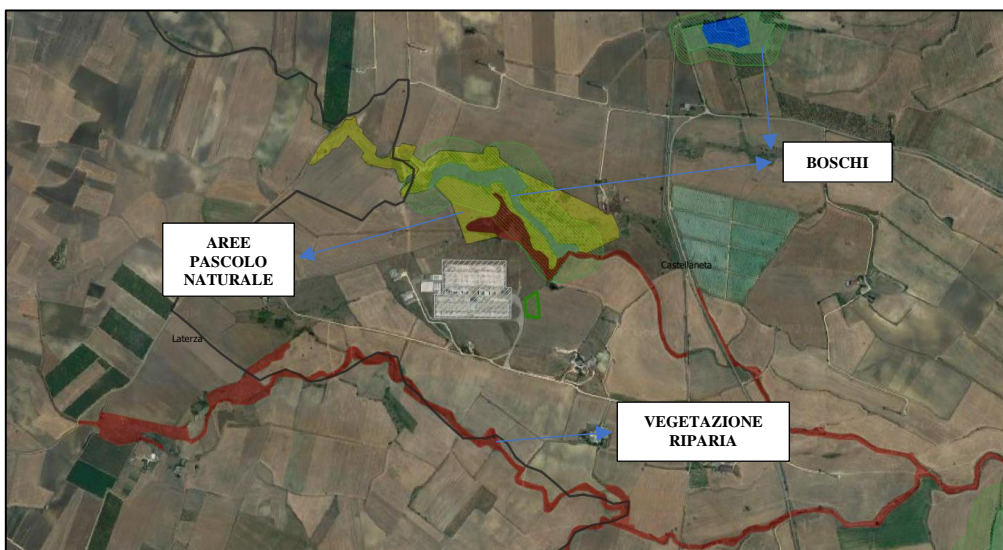 BOSCHI
AREE
PASCOLO
NATURALE
Castellaneta
Laterza
VEGETAZIONE
RIPARIA